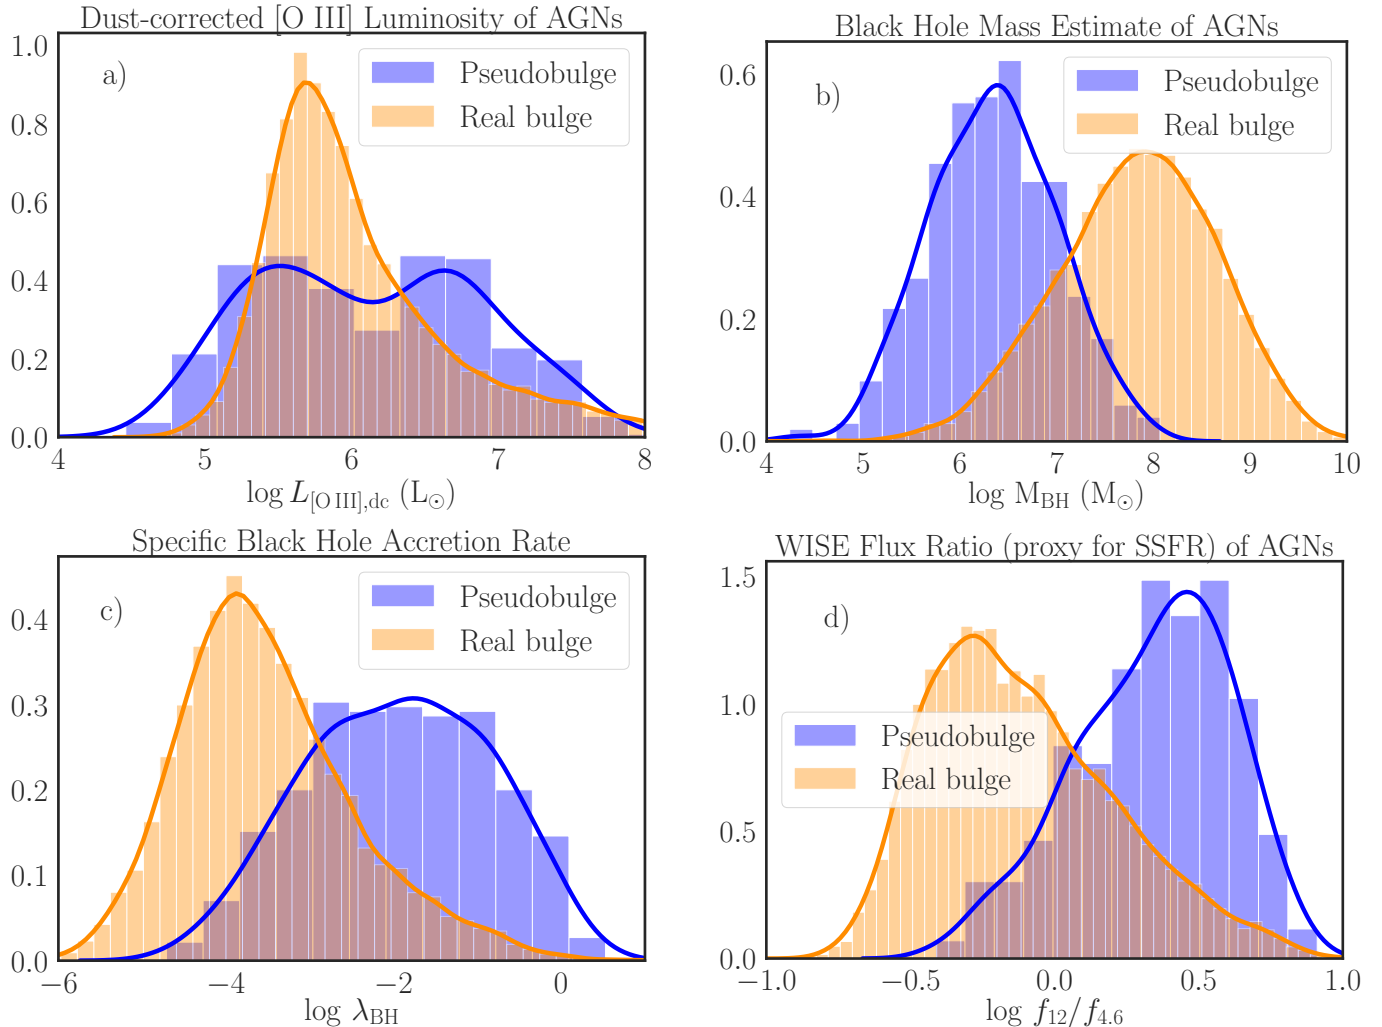 Dust-corrected [O III] Luminosity of AGNs
a)
Pseudobulge
Real bulge
1.0
0.8
0.6
0.4
0.2
0.0
4 5 6 7 8
log L[O III],dc (L⊙)
Black Hole Mass Estimate of AGNs
b)
Pseudobulge
Real bulge
0.6
0.4
0.2
0.0
4 5 6 7 8 9 10
log MBH (M⊙)
Specific Black Hole Accretion Rate
c)
Pseudobulge
Real bulge
0.4
0.3
0.2
0.1
0.0
−6 −4 −2 0
log λBH
WISE Flux Ratio (proxy for SSFR) of AGNs
d)
Pseudobulge
Real bulge
1.5
1.0
0.5
0.0
−1.0 −0.5 0.0 0.5 1.0
log f12/f4.6